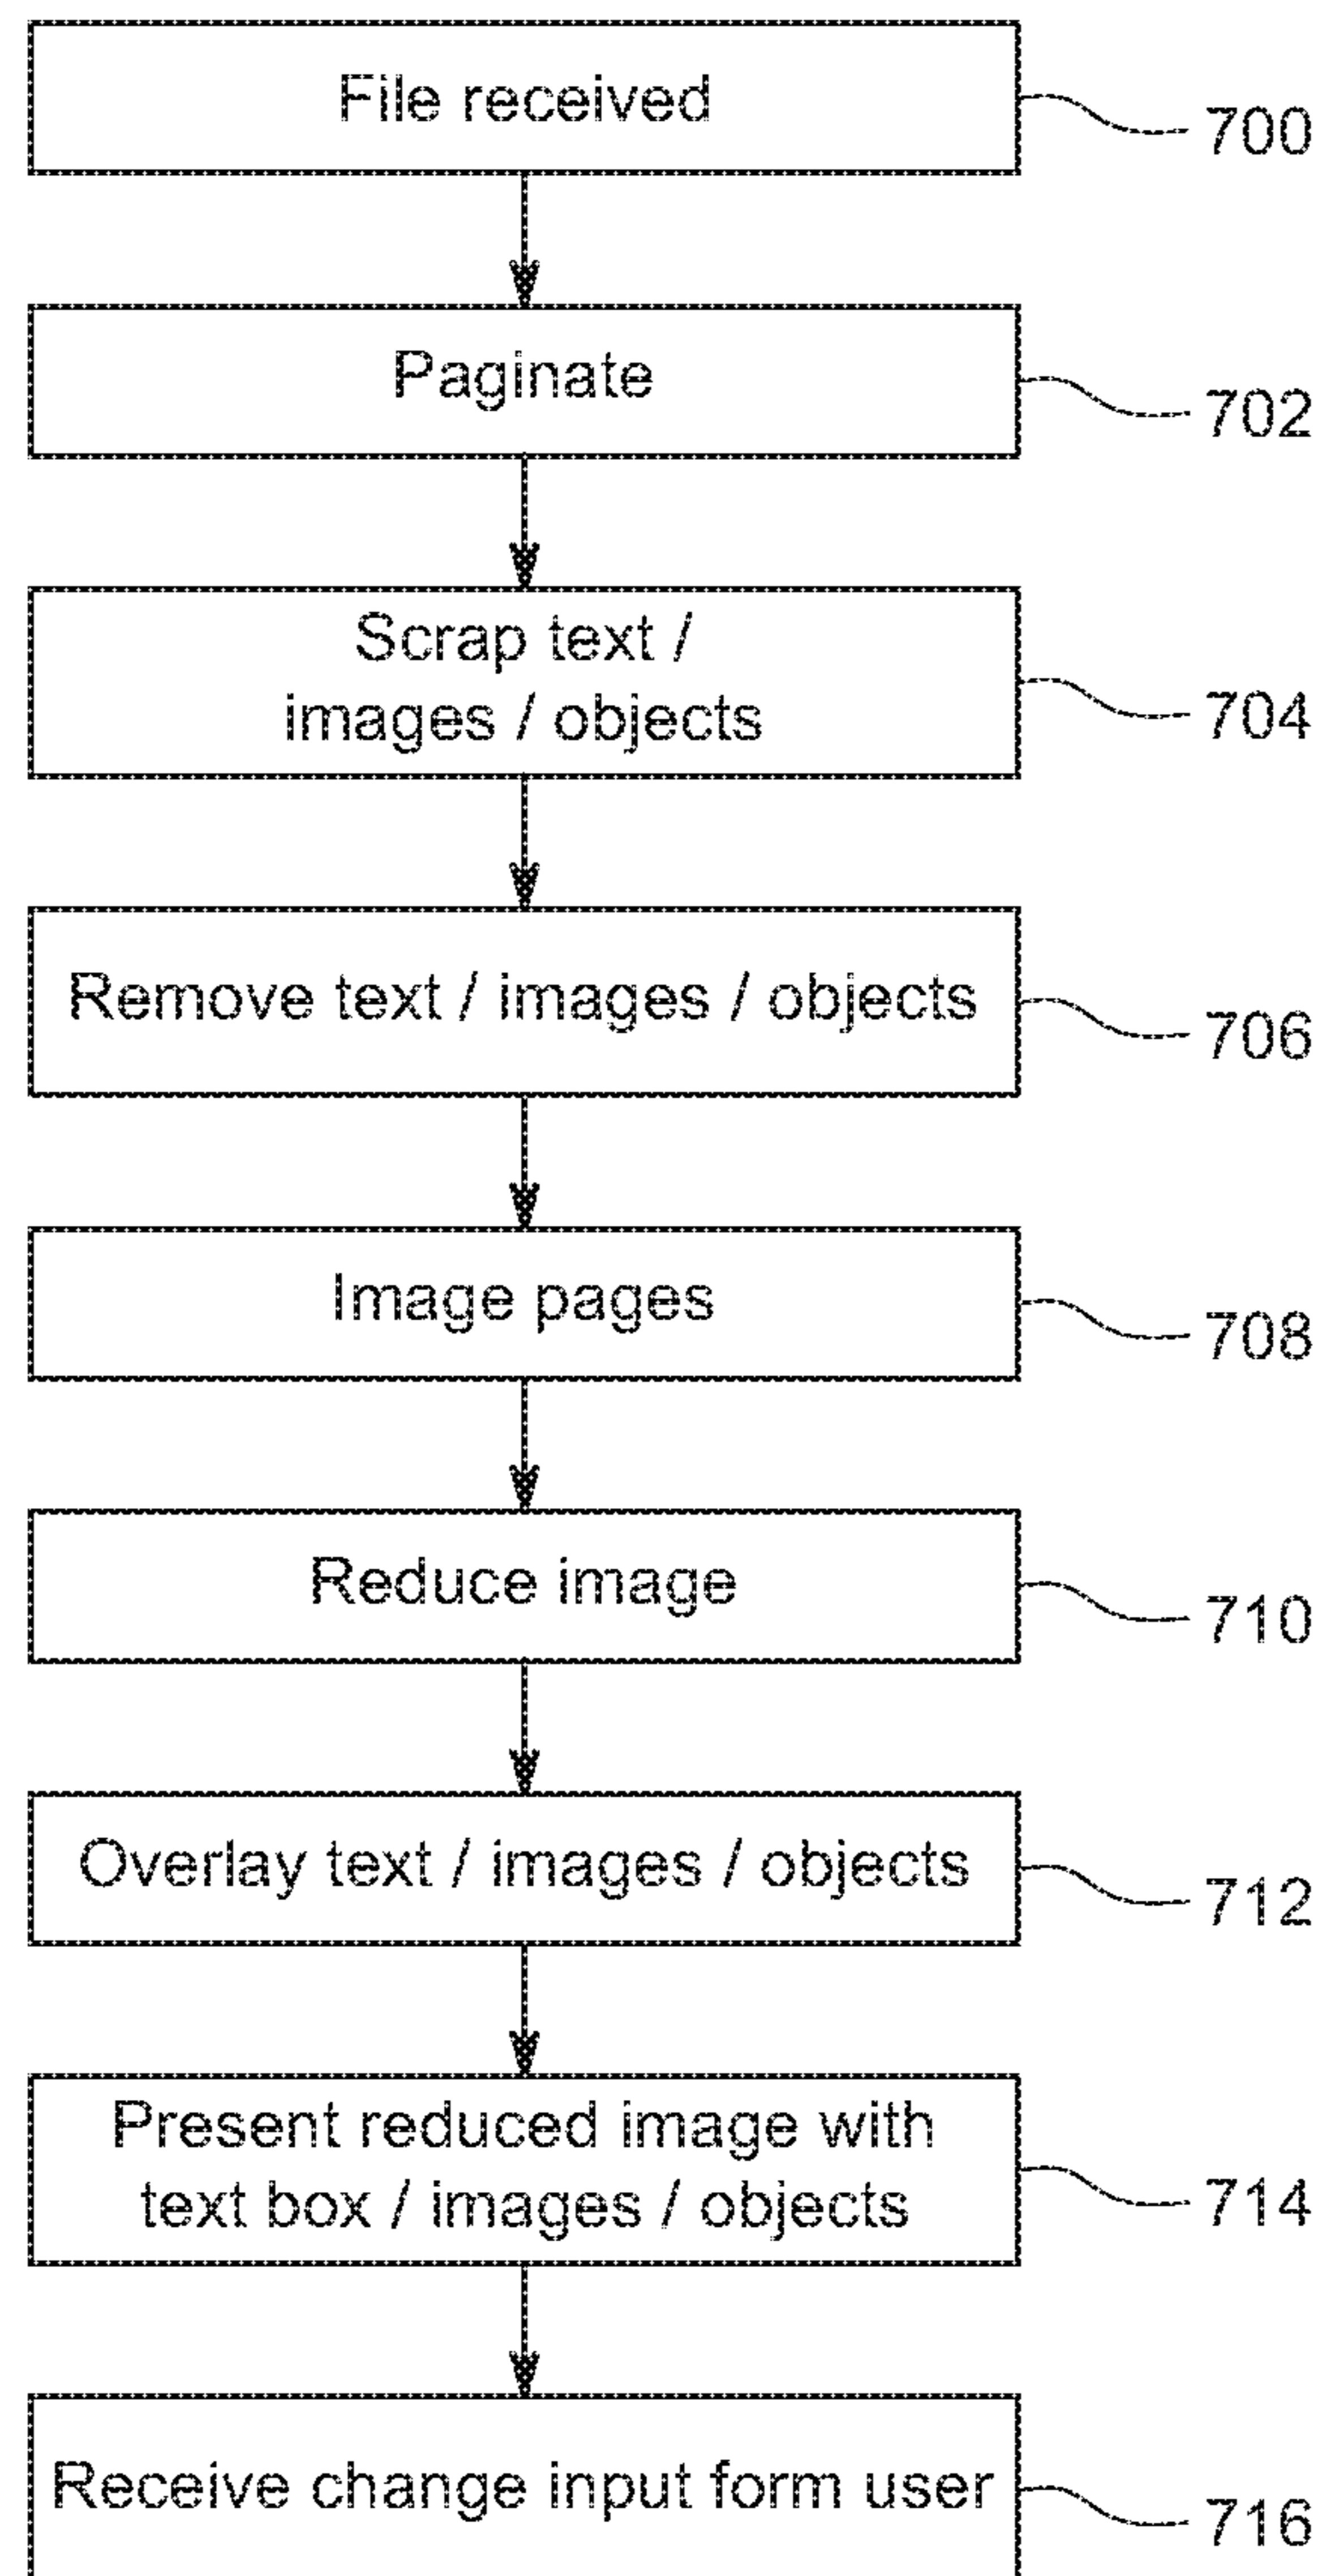 File received
700
Paginate
702
Scrap text /
images / objects
704
Remove text / images / objects
706
Image pages
708
Reduce image
710
Overlay text / images / objects
712
Present reduced image with
text box / images / objects
714
Receive change input form user
716